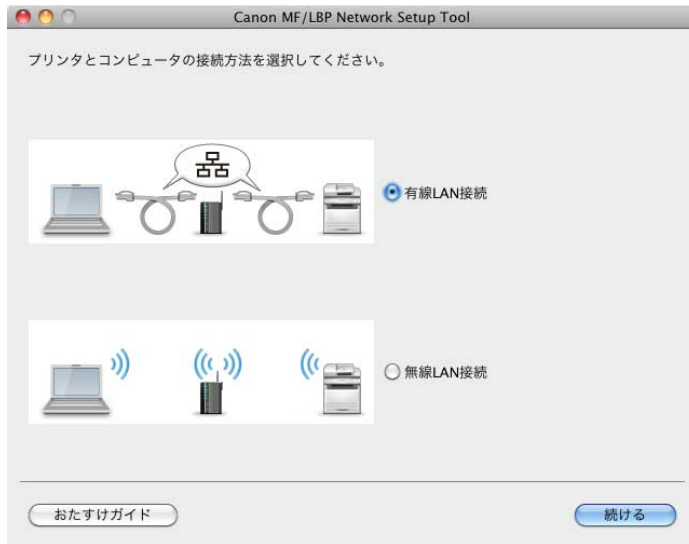 Canon MF/LBP Network Setup Tool
プリンタとコンピュータの接続方法を選択してください。
有線LAN接続
無線LAN接続
おたすけガイド
続ける